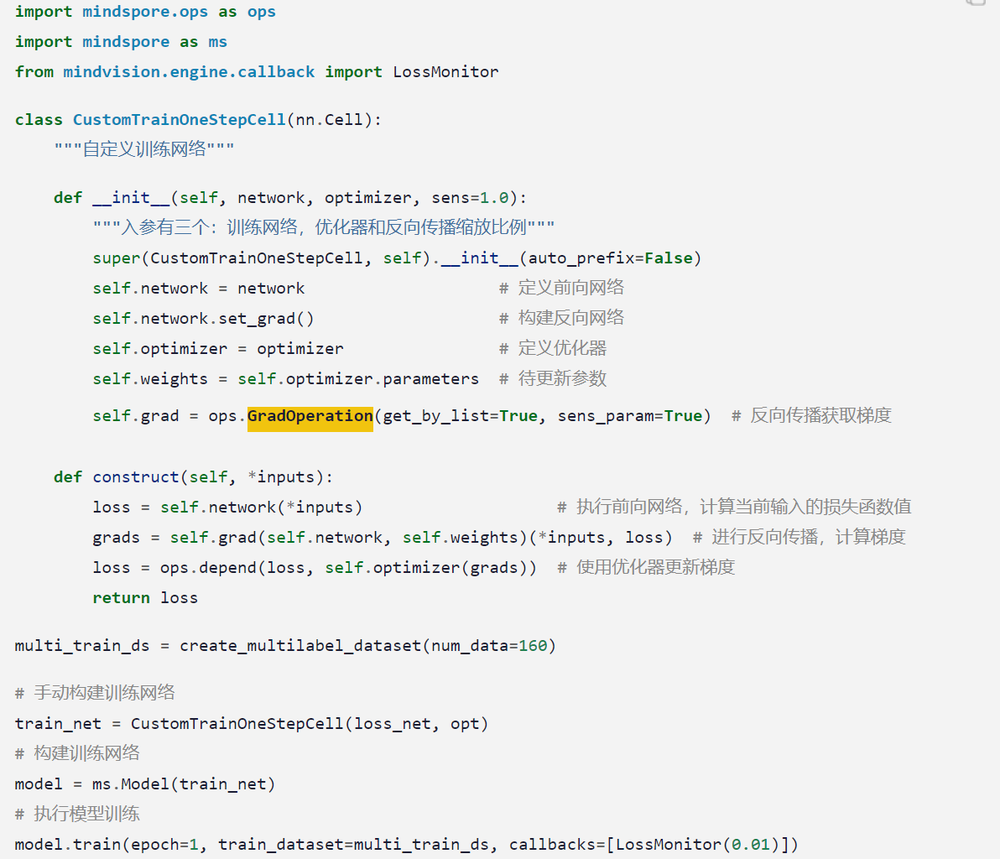 import mindspore.ops as ops
import mindspore as ms
from mindvision.engine.callback import LossMonitor
class CustomTrainOneStepCell(nn.Cell):
    """自定义训练网络"""
    def __init__(self, network, optimizer, sens=1.0):
        """入参有三个：训练网络，优化器和反向传播缩放比例"""
        super(CustomTrainOneStepCell, self).__init__(auto_prefix=False)
        self.network = network                    # 定义前向网络
        self.network.set_grad()                   # 构建反向网络
        self.optimizer = optimizer                # 定义优化器
        self.weights = self.optimizer.parameters  # 待更新参数
        self.grad = ops.GradOperation(get_by_list=True, sens_param=True)  # 反向传播获取梯度
    def construct(self, *inputs):
        loss = self.network(*inputs)                    # 执行前向网络，计算当前输入的损失函数值
        grads = self.grad(self.network, self.weights)(*inputs, loss)  # 进行反向传播，计算梯度
        loss = ops.depend(loss, self.optimizer(grads))  # 使用优化器更新梯度
        return loss
multi_train_ds = create_multilabel_dataset(num_data=160)
# 手动构建训练网络
train_net = CustomTrainOneStepCell(loss_net, opt)
# 构建训练网络
model = ms.Model(train_net)
# 执行模型训练
model.train(epoch=1, train_dataset=multi_train_ds, callbacks=[LossMonitor(0.01)])